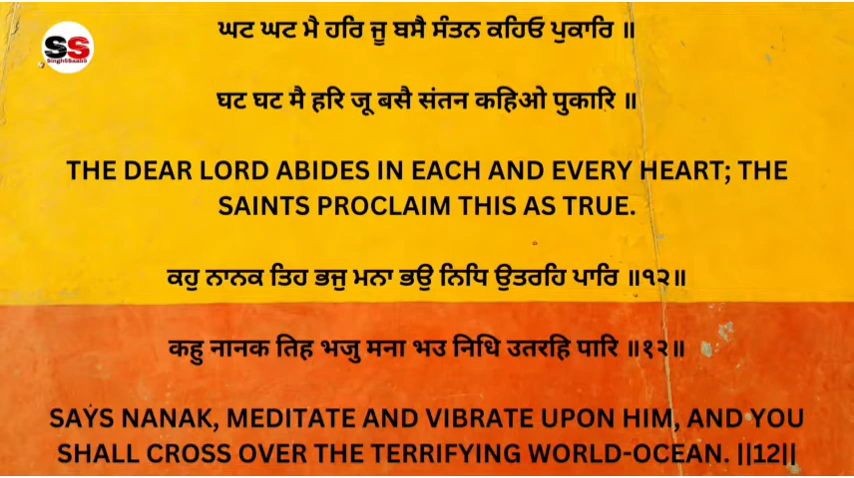 SS
SinghSbaahS
ਘਟ ਘਟ ਮੈ ਹਰਿ ਜੂ ਬਸੈ ਸੰਤਨ ਕਹਿਓ ਪੁਕਾਰਿ ॥
घट घट मै हरि जू बसै संतन कहिओ पुकारि ॥
THE DEAR LORD ABIDES IN EACH AND EVERY HEART; THE
SAINTS PROCLAIM THIS AS TRUE.
ਕਹੁ ਨਾਨਕ ਤਿਹ ਭਜੁ ਮਨਾ ਭਉ ਨਿਧਿ ਉਤਰਹਿ ਪਾਰਿ ॥੧੨॥
कहु नानक तिह भजु मना भउ निधि उतरहि पारि ॥१२॥
SAYS NANAK, MEDITATE AND VIBRATE UPON HIM, AND YOU
SHALL CROSS OVER THE TERRIFYING WORLD-OCEAN. ||12||